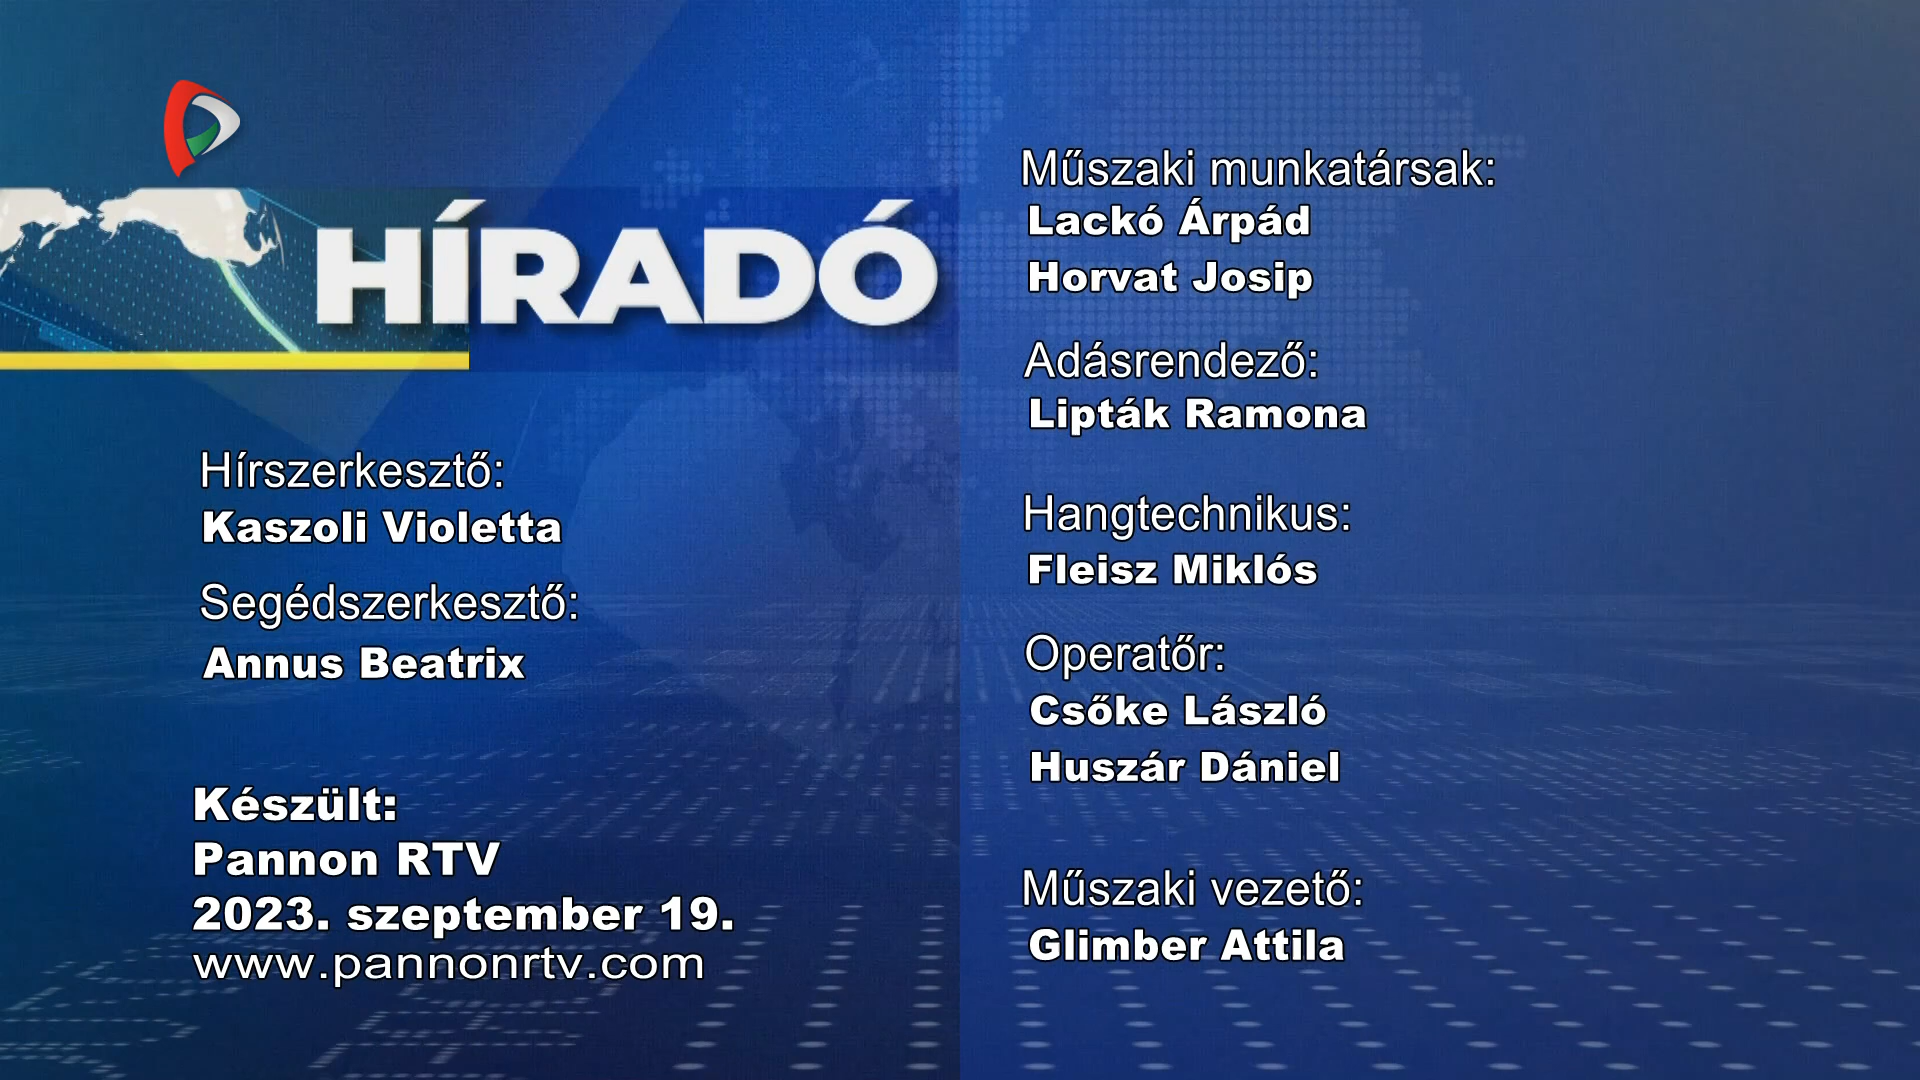 HÍRADÓ
Hírszerkesztő:
Kaszoli Violetta
Segédszerkesztő:
Annus Beatrix
Készült:
Pannon RTV
2023. szeptember 19.
www.pannonrtv.com
Műszaki munkatársak:
Lackó Árpád
Horvat Josip
Adásrendező:
Lipták Ramona
Hangtechnikus:
Fleisz Miklós
Operatőr:
Csőke László
Huszár Dániel
Műszaki vezető:
Glimber Attila